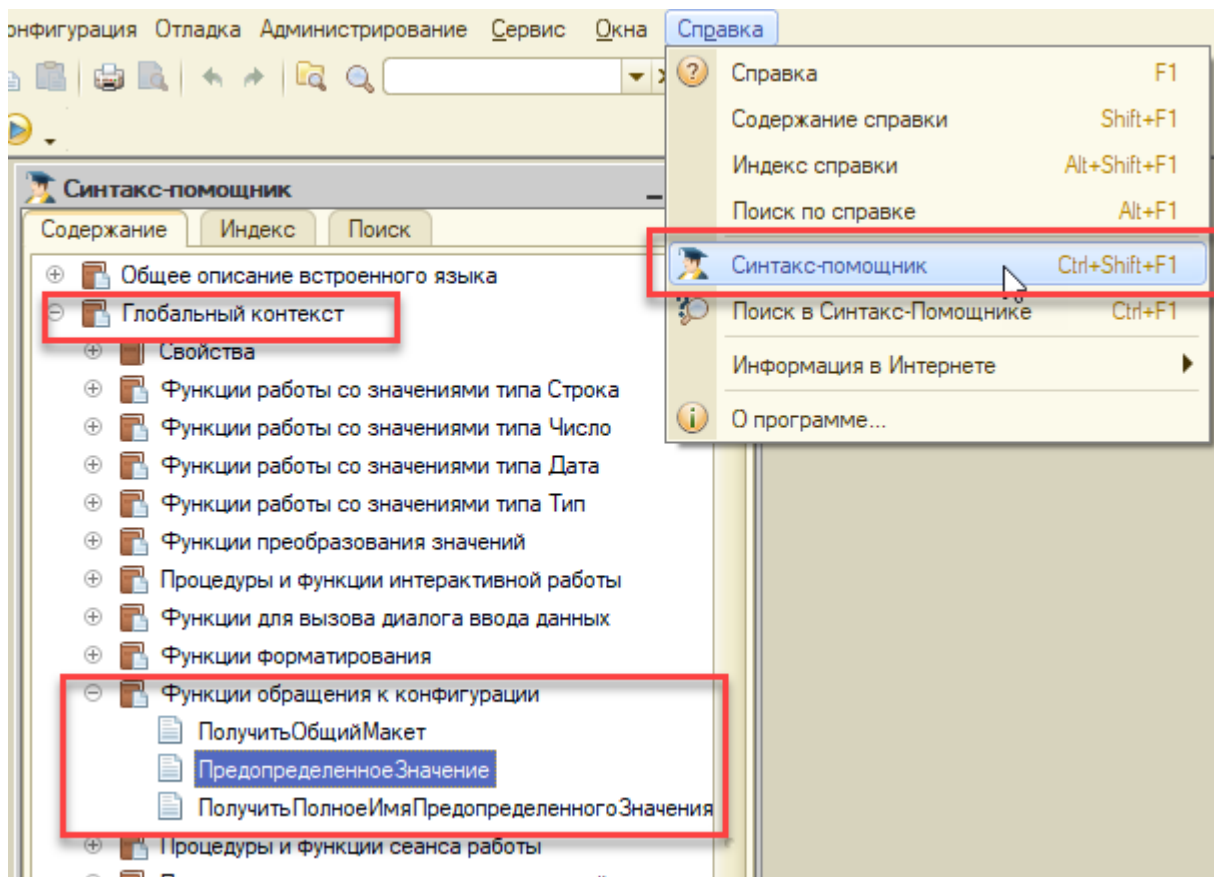 онфигурация Отладка Администрирование Сервис Окна Справка
Справка F1
Содержание справки Shift+F1
Индекс справки Alt+Shift+F1
Поиск по справке Alt+F1
Синтакс-помощник Ctrl+Shift+F1
Поиск в Синтакс-Помощнике Ctrl+F1
Информация в Интернете
О программе...
Синтакс-помощник
Содержание Индекс Поиск
Общее описание встроенного языка
Глобальный контекст
Свойства
Функции работы со значениями типа Строка
Функции работы со значениями типа Число
Функции работы со значениями типа Дата
Функции работы со значениями типа Тип
Функции преобразования значений
Процедуры и функции интерактивной работы
Функции для вызова диалога ввода данных
Функции форматирования
Функции обращения к конфигурации
ПолучитьОбщийМакет
ПредопределенноеЗначение
ПолучитьПолноеИмяПредопределенногоЗначения
Процедуры и функции сеанса работы